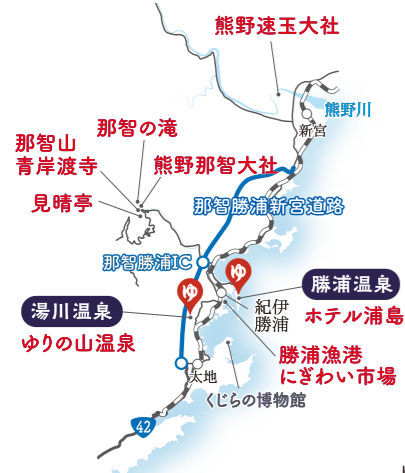 熊野速玉大社
熊野川
新宮
那智の滝
那智山
青岸渡寺
熊野那智大社
見晴亭
那智勝浦新宮道路
那智勝浦IC
ゆ
ゆ
勝浦温泉
ホテル浦島
湯川温泉
ゆりの山温泉
紀伊
勝浦
勝浦漁港
にぎわい市場
太地
くじらの博物館
42